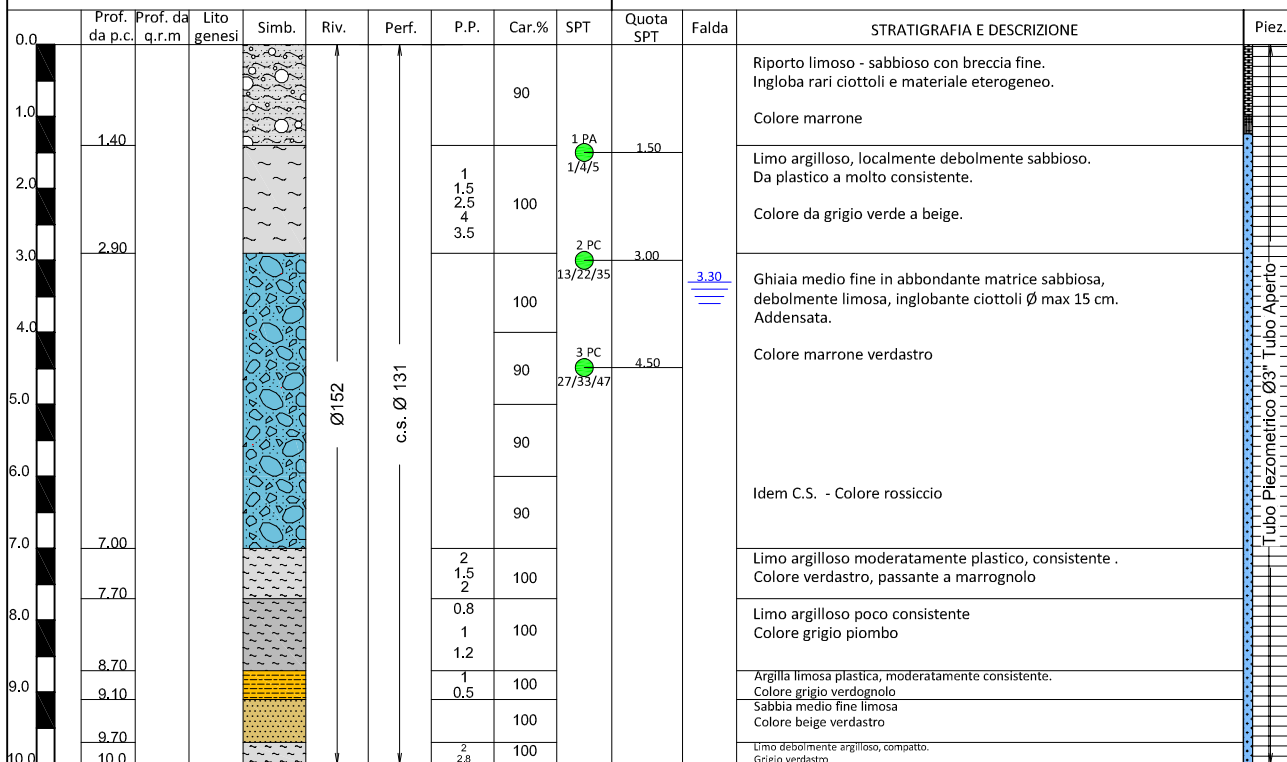 Prof. da p.c.
Prof. da q.r.m
Lito genesi
Simb.
Riv.
Perf.
P.P.
Car.%
SPT
Quota SPT
Falda
STRATIGRAFIA E DESCRIZIONE
Piez.
0.0
1.0
2.0
3.0
4.0
5.0
6.0
7.0
8.0
9.0
10.0
1.40
2.90
7.00
7.70
8.70
9.10
9.70
10.0
Ø152
c.s. Ø 131
1
1.5
2.5
4
3.5
2
1.5
2
0.8
1
1.2
1
0.5
2
2.8
90
100
100
90
90
90
100
100
100
100
100
1 PA
1/4/5
2 PC
13/22/35
3 PC
27/33/47
1.50
3.00
4.50
3.30
Riporto limoso - sabbioso con breccia fine.
Ingloba rari ciottoli e materiale eterogeneo.
Colore marrone
Limo argilloso, localmente debolmente sabbioso.
Da plastico a molto consistente.
Colore da grigio verde a beige.
Ghiaia medio fine in abbondante matrice sabbiosa,
debolmente limosa, inglobante ciottoli Ø max 15 cm.
Addensata.
Colore marrone verdastro
Idem C.S. - Colore rossiccio
Limo argilloso moderatamente plastico, consistente .
Colore verdastro, passante a marrognolo
Limo argilloso poco consistente
Colore grigio piombo
Argilla limosa plastica, moderatamente consistente.
Colore grigio verdognolo
Sabbia medio fine limosa
Colore beige verdastro
Limo debolmente argilloso, compatto.
Grigio verdastro
Tubo Piezometrico Ø3" Tubo Aperto